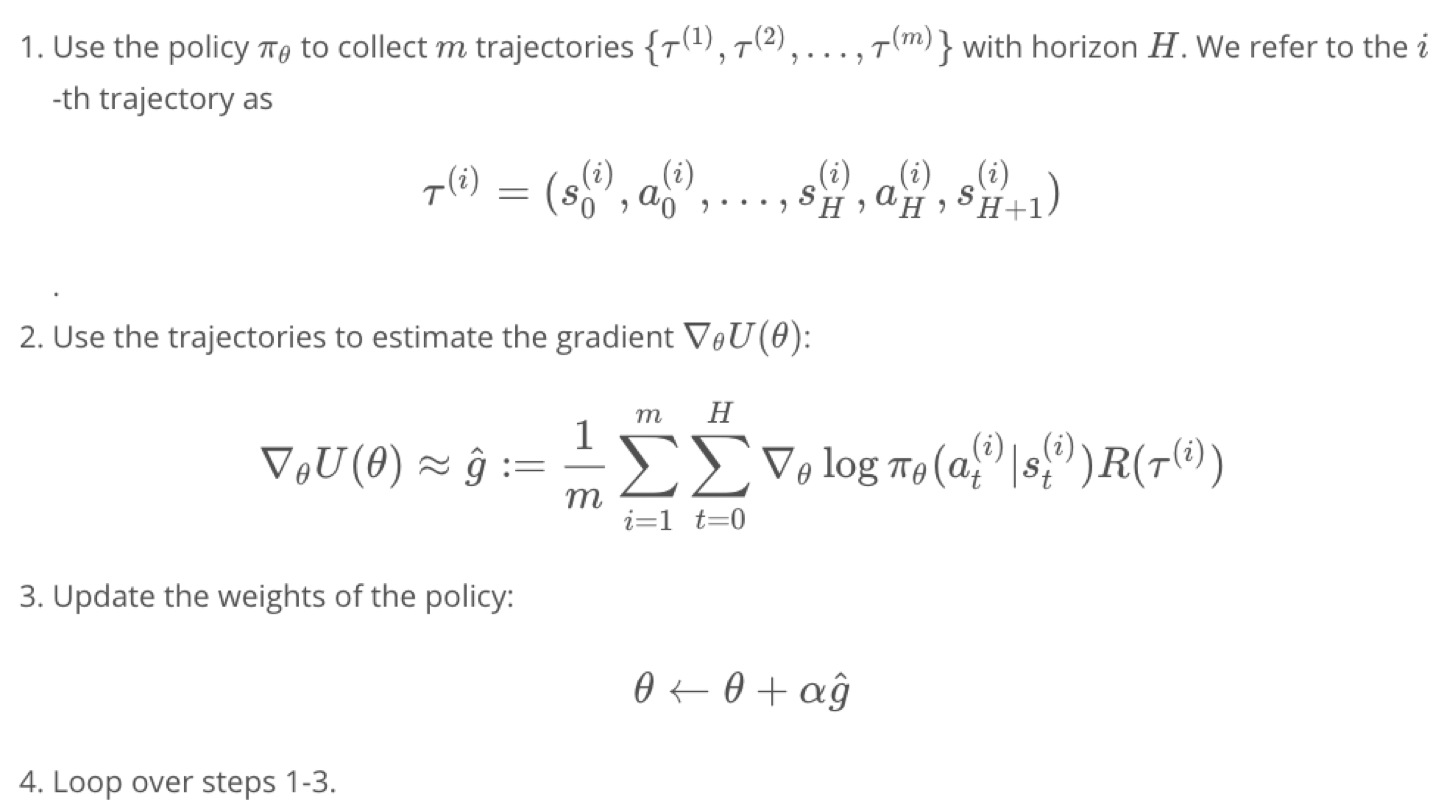 1. Use the policy $\pi_\theta$ to collect $m$ trajectories $\{\tau^{(1)}, \tau^{(2)}, \ldots, \tau^{(m)}\}$ with horizon $H$. We refer to the $i$
-th trajectory as
$\tau^{(i)} = (s_0^{(i)}, a_0^{(i)}, \ldots, s_H^{(i)}, a_H^{(i)}, s_{H+1}^{(i)})$
.
2. Use the trajectories to estimate the gradient $\nabla_\theta U(\theta)$:
$\nabla_\theta U(\theta) \approx \hat{g} := \frac{1}{m} \sum_{i=1}^{m} \sum_{t=0}^{H} \nabla_\theta \log \pi_\theta(a_t^{(i)}|s_t^{(i)}) R(\tau^{(i)})$
3. Update the weights of the policy:
$\theta \leftarrow \theta + \alpha \hat{g}$
4. Loop over steps 1-3.